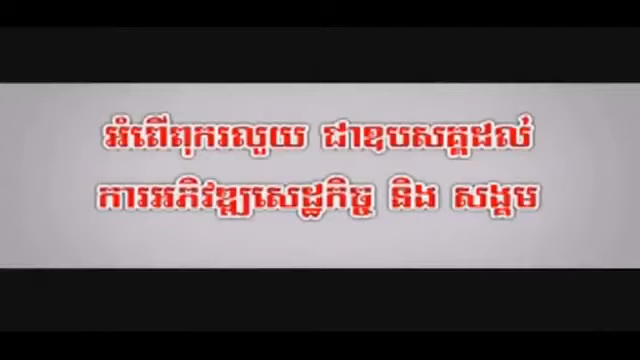 អំពើពុករលួយ ជាឧបសគ្គដល់
ការអភិវឌ្ឍសេដ្ឋកិច្ច និង សង្គម